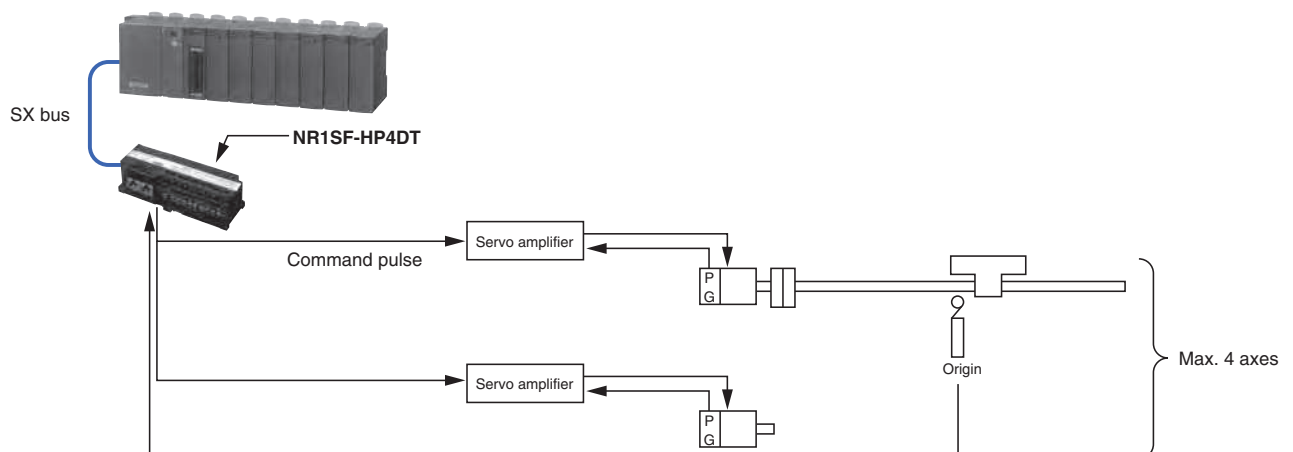 SX bus
NR1SF-HP4DT
Servo amplifier
Command pulse
P
G
Origin
Max. 4 axes
Servo amplifier
P
G